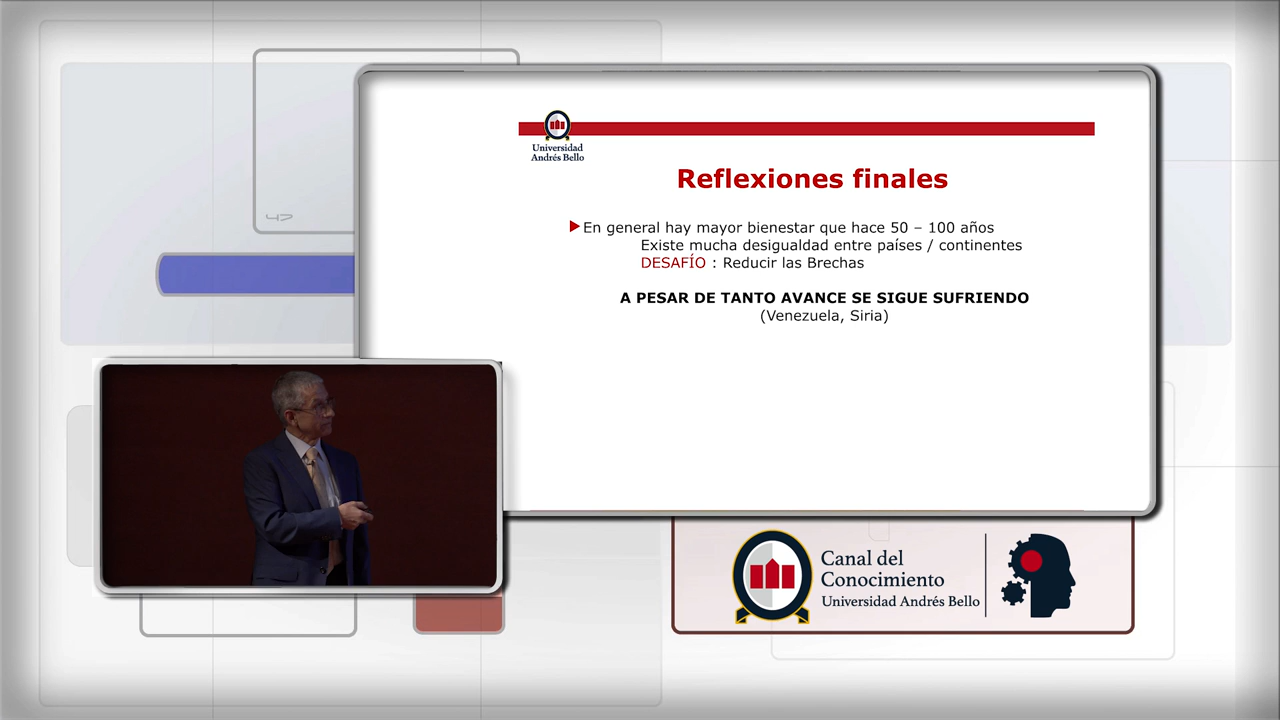 Universidad
Andrés Bello
Reflexiones finales
En general hay mayor bienestar que hace 50 – 100 años
Existe mucha desigualdad entre países / continentes
DESAFÍO : Reducir las Brechas
A PESAR DE TANTO AVANCE SE SIGUE SUFRIENDO
(Venezuela, Siria)
47
Canal del
Conocimiento
Universidad Andrés Bello